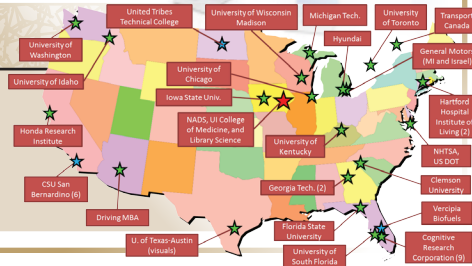 United Tribes
Technical College
University of Wisconsin
Madison
Michigan Tech.
University
of Toronto
Transport
Canada
University of
Washington
Hyundai
General Motor
(MI and Israel)
University of Idaho
University of
Chicago
Iowa State Univ.
Hartford
Hospital
Institute of
Living (2)
NADS, UI College
of Medicine, and
Library Science
Honda Research
Institute
University of
Kentucky
NHTSA,
US DOT
CSU San
Bernardino (6)
Georgia Tech. (2)
Clemson
University
Driving MBA
Vercipia
Biofuels
U. of Texas-Austin
(visuals)
Florida State
University
University of
South Florida
Cognitive
Research
Corporation (9)